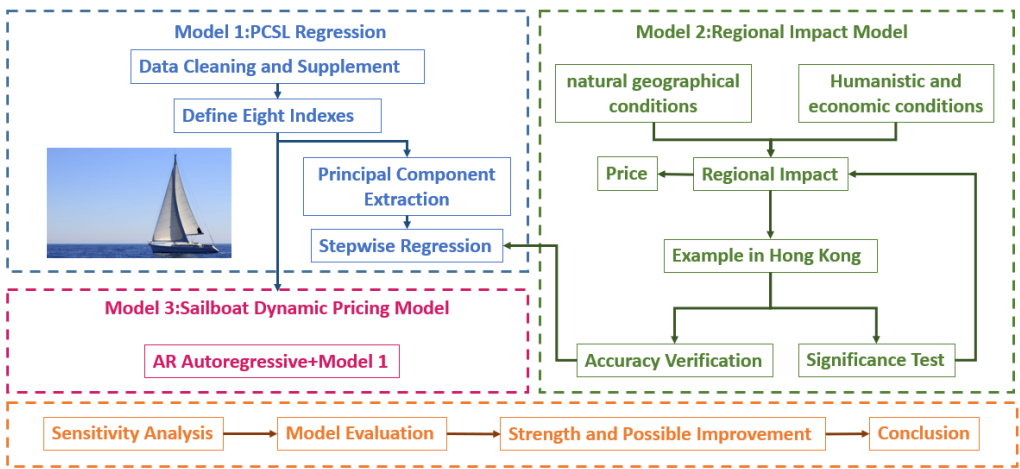 Model 1:PCSL Regression
Data Cleaning and Supplement
Define Eight Indexes
Principal Component
Extraction
Stepwise Regression
Model 2:Regional Impact Model
natural geographical
conditions
Humanistic and
economic conditions
Price
Regional Impact
Example in Hong Kong
Accuracy Verification
Significance Test
Model 3:Sailboat Dynamic Pricing Model
AR Autoregressive+Model 1
Sensitivity Analysis
Model Evaluation
Strength and Possible Improvement
Conclusion